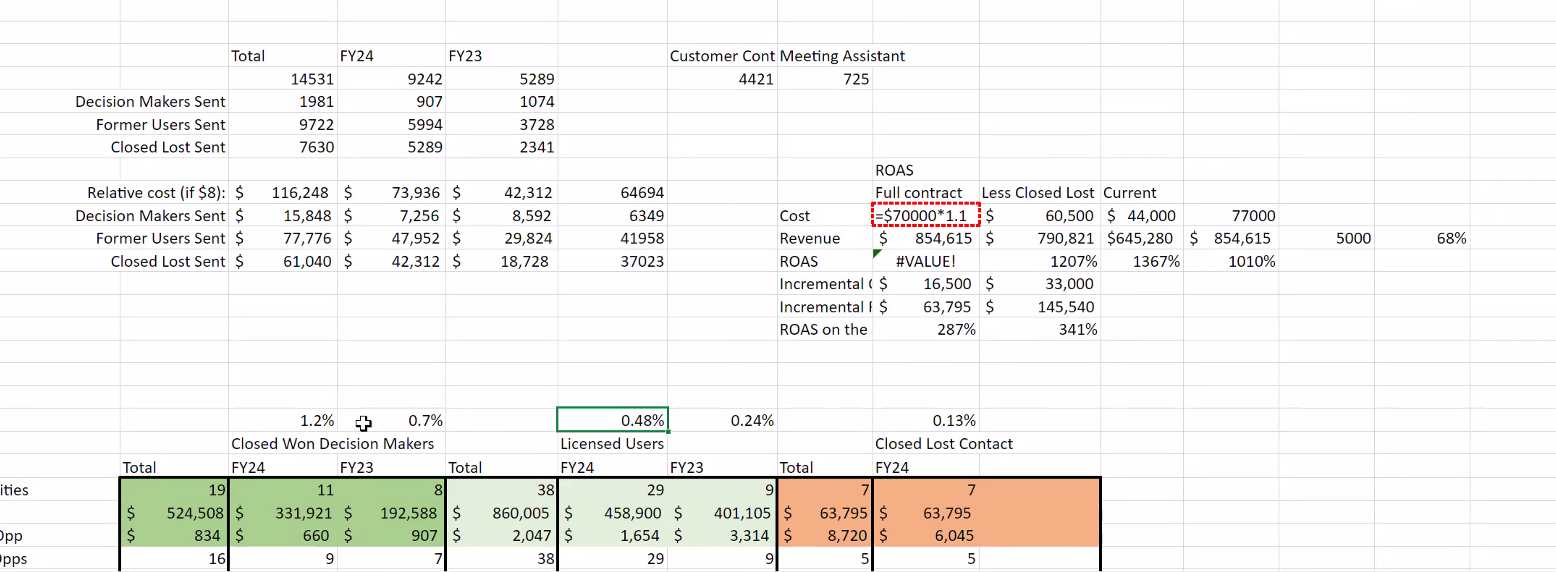 Total FY24 FY23 Customer Cont Meeting Assistant
14531 9242 5289 4421 725
Decision Makers Sent 1981 907 1074
Former Users Sent 9722 5994 3728
Closed Lost Sent 7630 5289 2341
ROAS
Relative cost (if $8): $ 116,248 $ 73,936 $ 42,312 64694 Full contract Less Closed Lost Current
Decision Makers Sent $ 15,848 $ 7,256 $ 8,592 6349 Cost =$70000*1.1 $ 60,500 $ 44,000 77000
Former Users Sent $ 77,776 $ 47,952 $ 29,824 41958 Revenue $ 854,615 $ 790,821 $645,280 $ 854,615 5000 68%
Closed Lost Sent $ 61,040 $ 42,312 $ 18,728 37023 ROAS #VALUE! 1207% 1367% 1010%
Incremental ( $ 16,500 $ 33,000
Incremental F $ 63,795 $ 145,540
ROAS on the 287% 341%
1.2% 0.7% 0.48% 0.24% 0.13%
Closed Won Decision Makers Licensed Users Closed Lost Contact
Total FY24 FY23 Total FY24 FY23 Total FY24
ities 19 11 8 38 29 9 7 7
$ 524,508 $ 331,921 $ 192,588 $ 860,005 $ 458,900 $ 401,105 $ 63,795 $ 63,795
Opp $ 834 $ 660 $ 907 $ 2,047 $ 1,654 $ 3,314 $ 8,720 $ 6,045
Opps 16 9 7 38 29 9 5 5